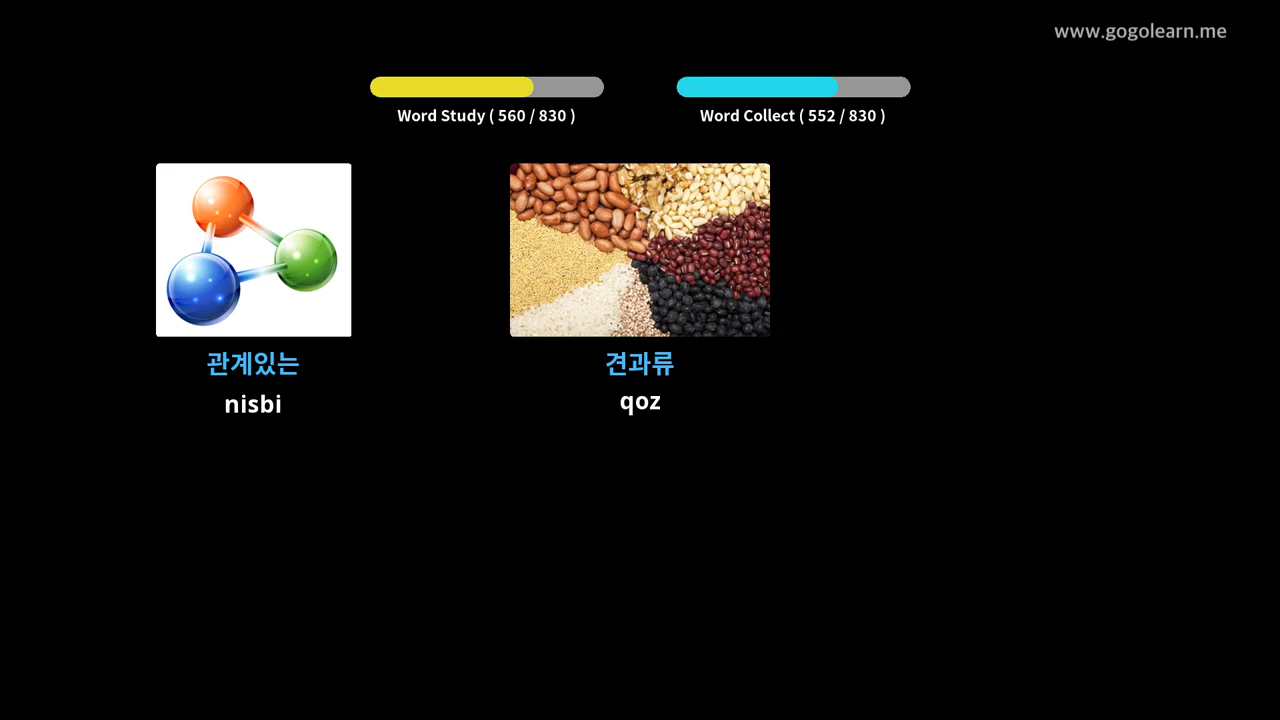 www.gogolearn.me
Word Study ( 560 / 830 )
Word Collect ( 552 / 830 )
관계있는
nisbi
견과류
qoz